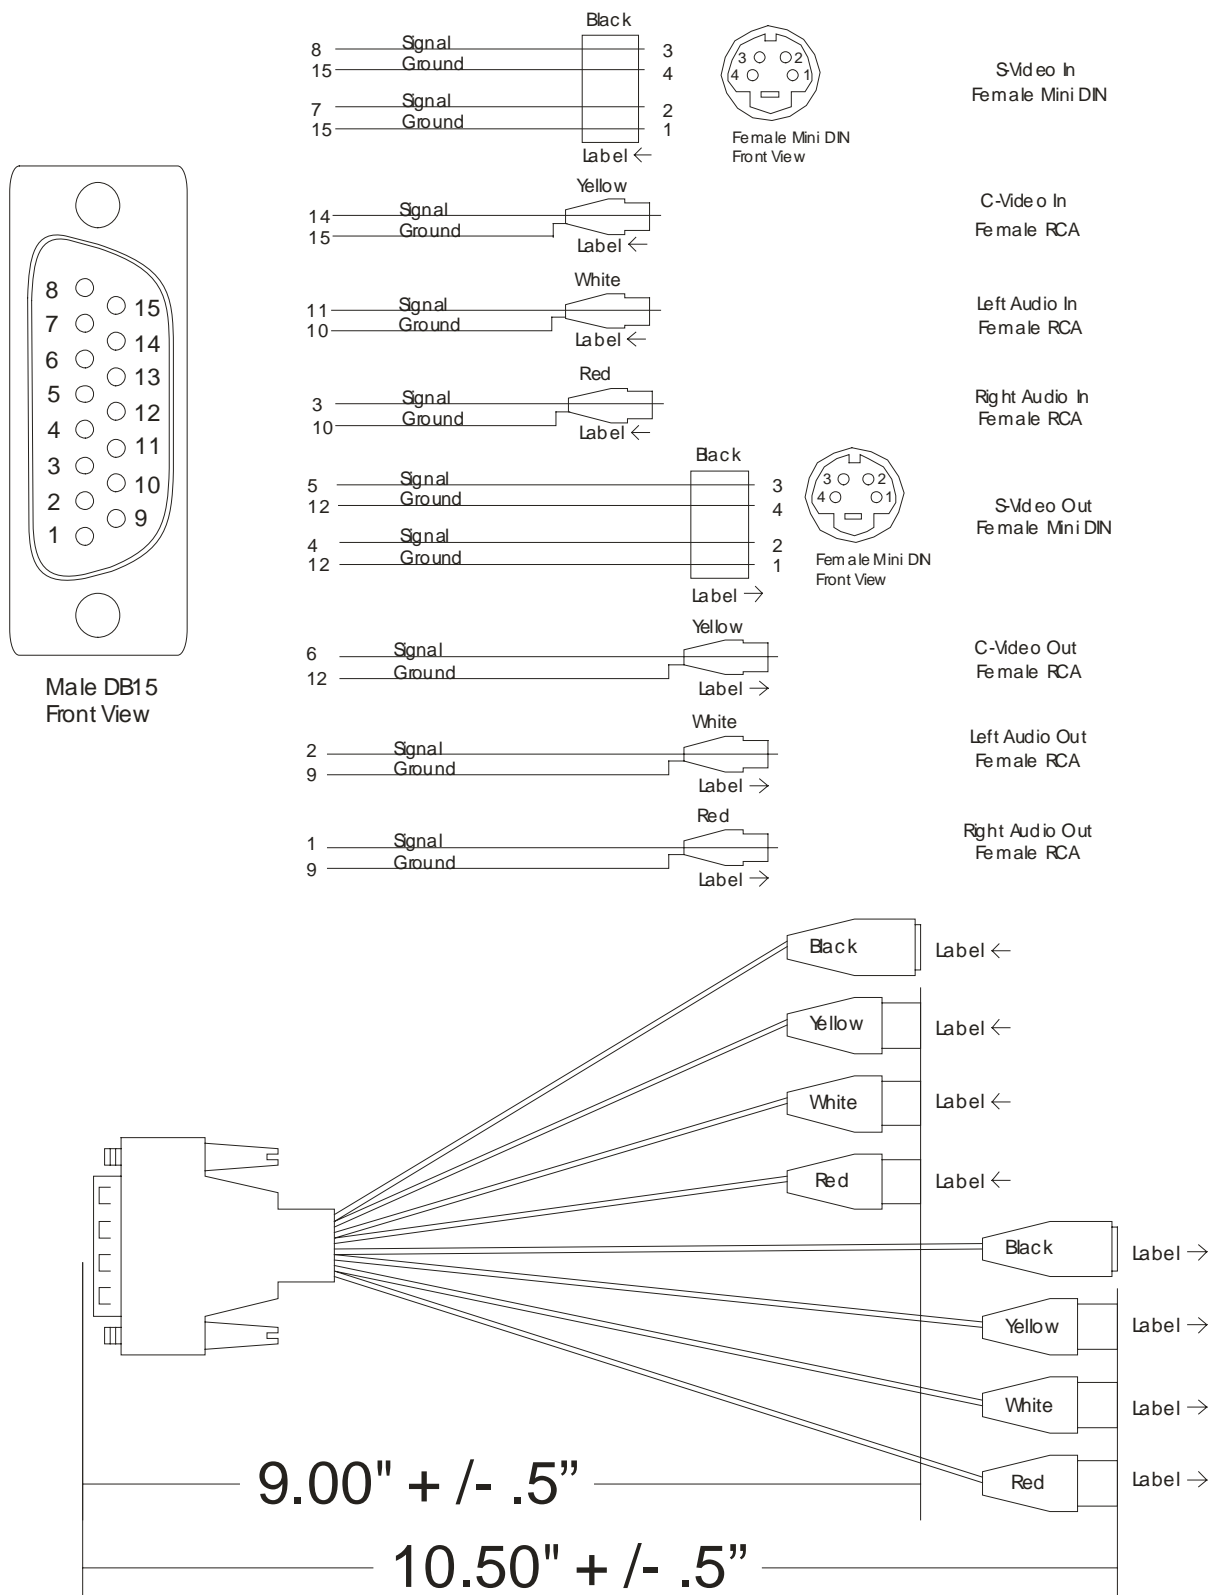 Black
8 Signal 3
15 Ground 4
7 Signal 2
15 Ground 1
Label ←
3 2
4 1
Female Mini DIN
Front View
S-Video In
Female Mini DIN
Yellow
14 Signal
15 Ground
Label ←
C-Video In
Female RCA
White
11 Signal
10 Ground
Label ←
Left Audio In
Female RCA
Red
3 Signal
10 Ground
Label ←
Right Audio In
Female RCA
Black
5 Signal 3
12 Ground 4
4 Signal 2
12 Ground 1
Label →
3 2
4 1
Female Mini DIN
Front View
S-Video Out
Female Mini DIN
Yellow
6 Signal
12 Ground
Label →
C-Video Out
Female RCA
White
2 Signal
9 Ground
Label →
Left Audio Out
Female RCA
Red
1 Signal
9 Ground
Label →
Right Audio Out
Female RCA
8
15
7
14
6
13
5
12
4
11
3
10
2
9
1
Male DB15
Front View
Black Label ←
Yellow Label ←
White Label ←
Red Label ←
Black Label →
Yellow Label →
White Label →
Red Label →
9.00" + /- .5”
10.50" + /- .5”